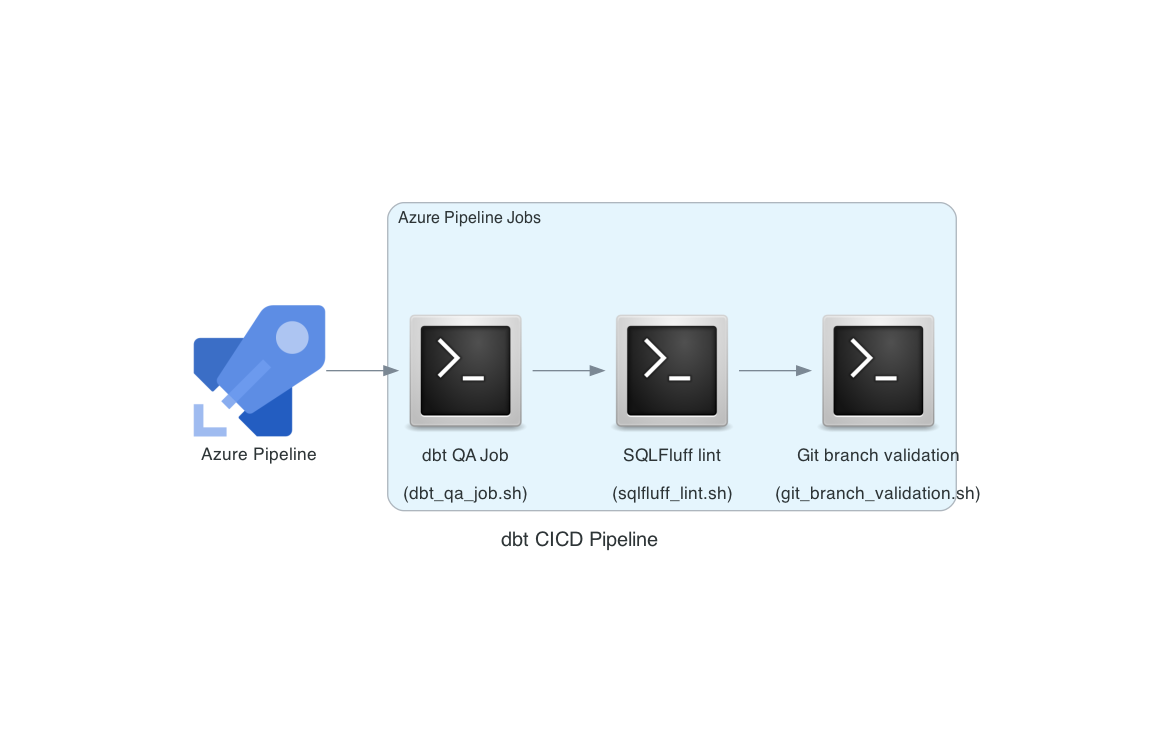 Azure Pipeline Jobs
Azure Pipeline
dbt QA Job
(dbt_qa_job.sh)
SQLFluff lint
(sqlfluff_lint.sh)
Git branch validation
(git_branch_validation.sh)
dbt CICD Pipeline